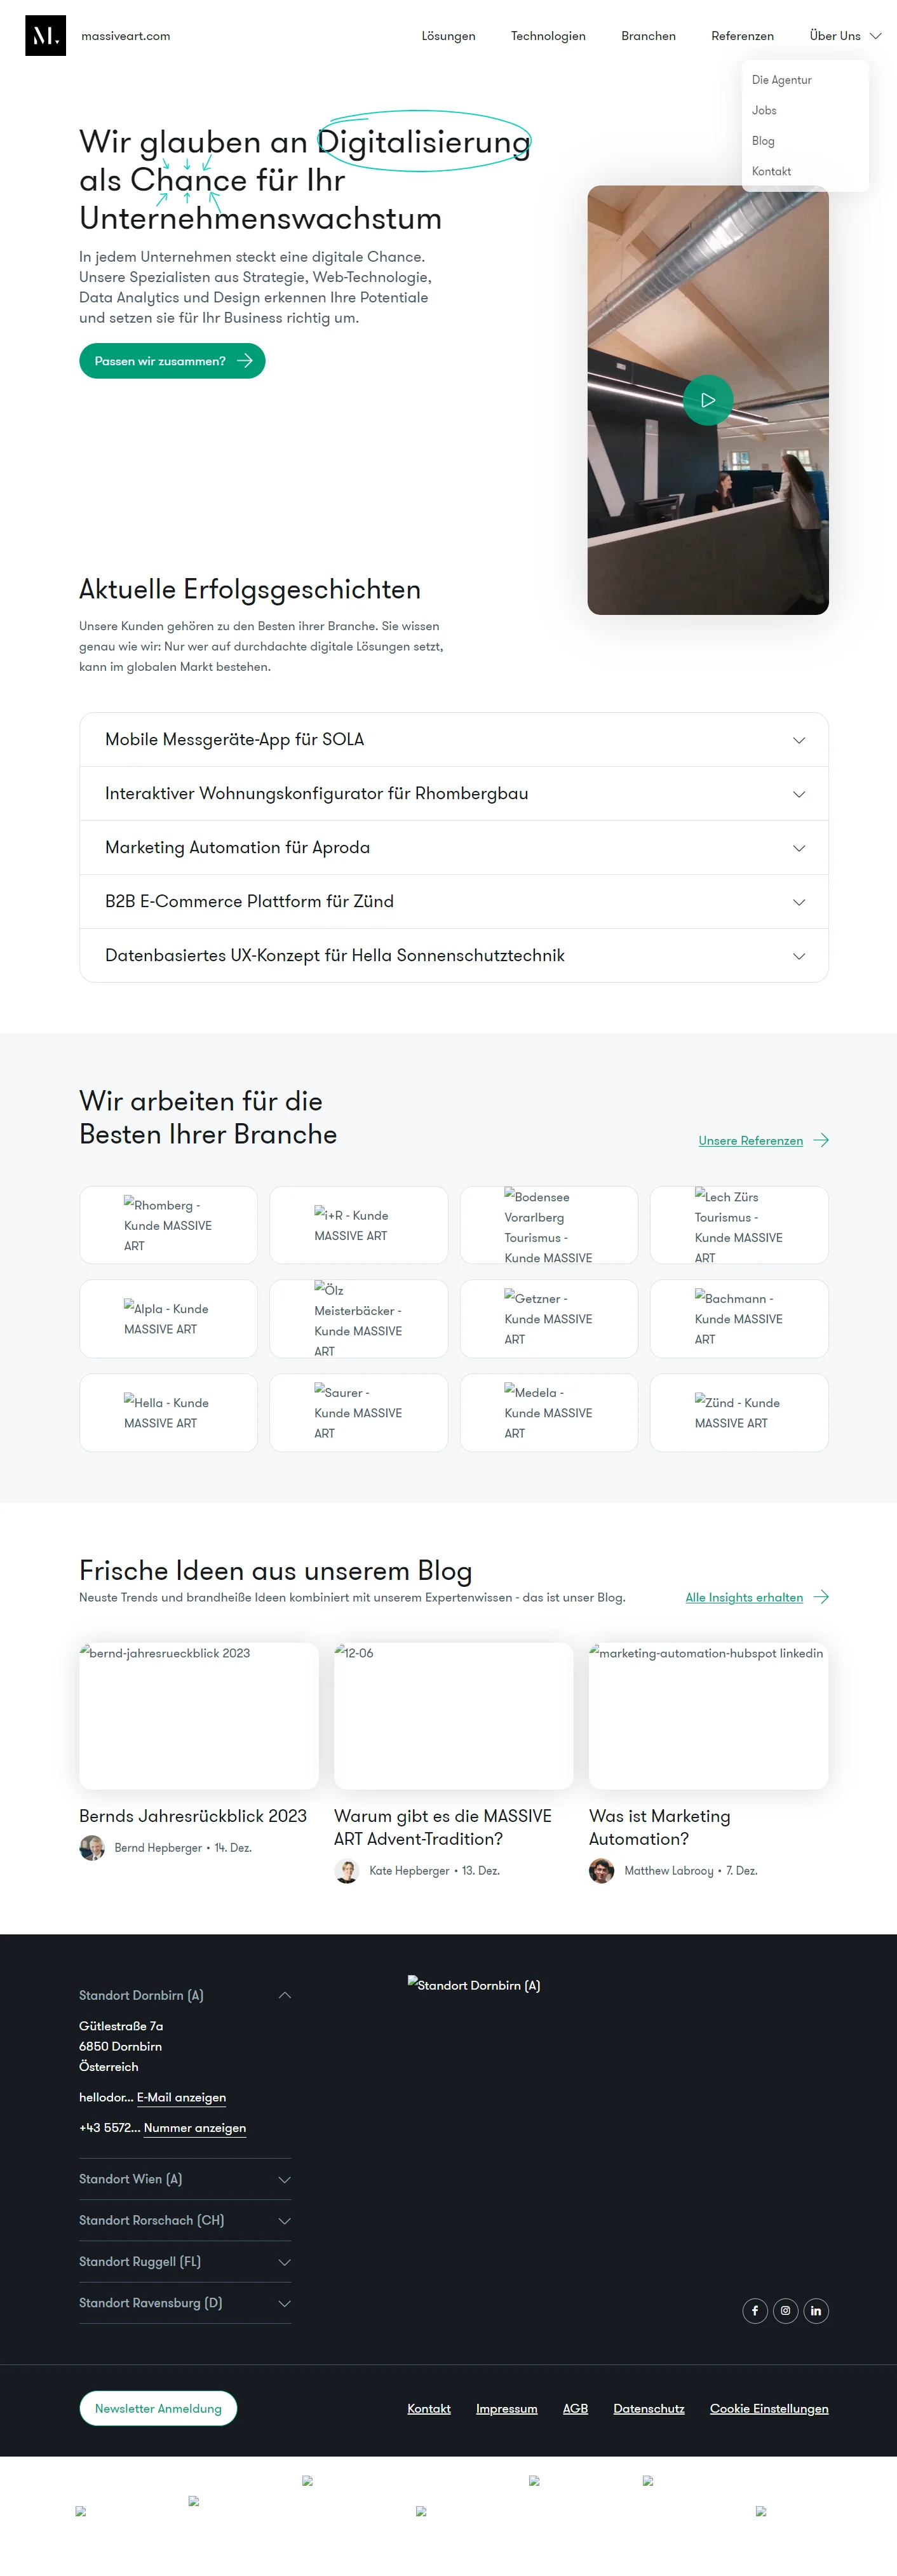 M.
massiveart.com
Lösungen
Technologien
Branchen
Referenzen
Über Uns
Die Agentur
Jobs
Blog
Kontakt
Wir glauben an Digitalisierung
als Chance für Ihr
Unternehmenswachstum
In jedem Unternehmen steckt eine digitale Chance.
Unsere Spezialisten aus Strategie, Web-Technologie,
Data Analytics und Design erkennen Ihre Potentiale
und setzen sie für Ihr Business richtig um.
Passen wir zusammen?
Aktuelle Erfolgsgeschichten
Unsere Kunden gehören zu den Besten ihrer Branche. Sie wissen
genau wie wir: Nur wer auf durchdachte digitale Lösungen setzt,
kann im globalen Markt bestehen.
Mobile Messgeräte-App für SOLA
Interaktiver Wohnungskonfigurator für Rhombergbau
Marketing Automation für Aproda
B2B E-Commerce Plattform für Zünd
Datenbasiertes UX-Konzept für Hella Sonnenschutztechnik
Wir arbeiten für die
Besten Ihrer Branche
Unsere Referenzen
Rhomberg -
Kunde MASSIVE
ART
i+R - Kunde
MASSIVE ART
Bodensee
Vorarlberg
Tourismus -
Kunde MASSIVE
Lech Zürs
Tourismus -
Kunde MASSIVE
ART
Alpla - Kunde
MASSIVE ART
Ölz
Meisterbäcker -
Kunde MASSIVE
ART
Getzner -
Kunde MASSIVE
ART
Bachmann -
Kunde MASSIVE
ART
Hella - Kunde
MASSIVE ART
Saurer -
Kunde MASSIVE
ART
Medela -
Kunde MASSIVE
ART
Zünd - Kunde
MASSIVE ART
Frische Ideen aus unserem Blog
Neuste Trends und brandheiße Ideen kombiniert mit unserem Expertenwissen - das ist unser Blog.
Alle Insights erhalten
bernd-jahresrueckblick 2023
12-06
marketing-automation-hubspot linkedin
Bernds Jahresrückblick 2023
Bernd Hepberger • 14. Dez.
Warum gibt es die MASSIVE
ART Advent-Tradition?
Kate Hepberger • 13. Dez.
Was ist Marketing
Automation?
Matthew Labrooy • 7. Dez.
Standort Dornbirn (A)
Gütlestraße 7a
6850 Dornbirn
Österreich
hellodor... E-Mail anzeigen
+43 5572... Nummer anzeigen
Standort Wien (A)
Standort Rorschach (CH)
Standort Ruggell (FL)
Standort Ravensburg (D)
Standort Dornbirn (A)
Newsletter Anmeldung
Kontakt
Impressum
AGB
Datenschutz
Cookie Einstellungen